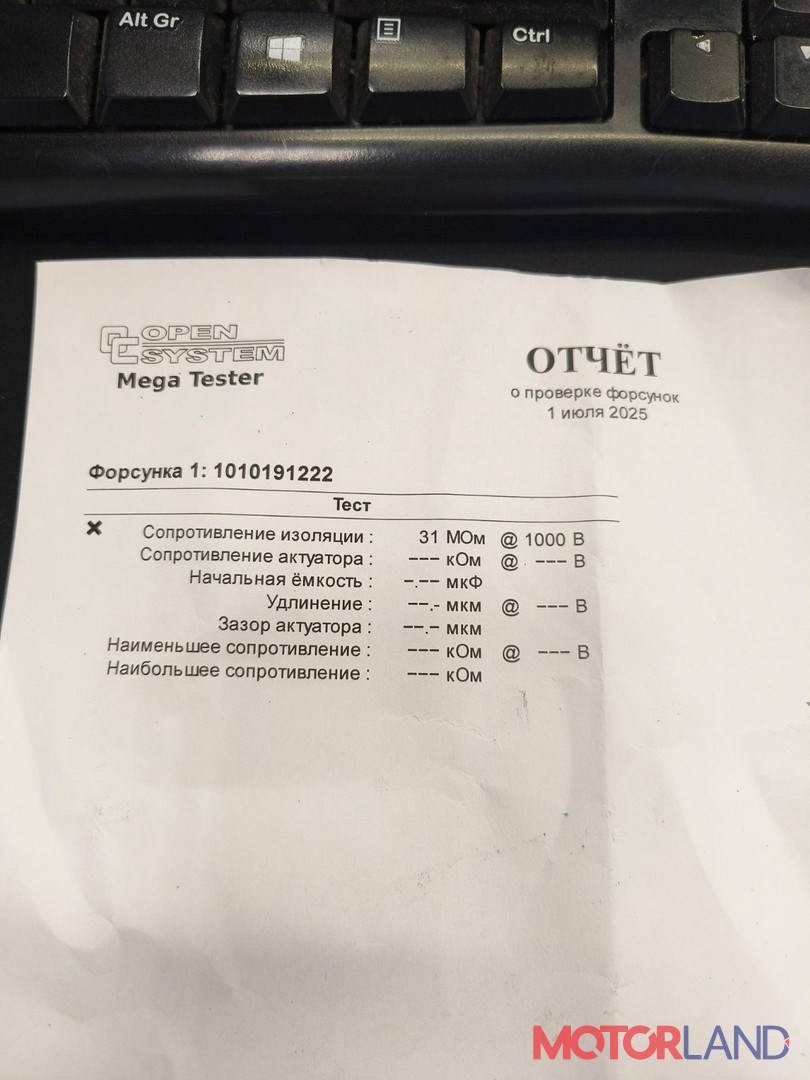 Alt Gr
Ctrl
OPEN
SYSTEM
Mega Tester
ОТЧЁТ
о проверке форсунок
1 июля 2025
Форсунка 1: 1010191222
Тест
Сопротивление изоляции : 31 МОм @ 1000 В
Сопротивление актуатора : --- кОм @ --- В
Начальная ёмкость : -.-- мкФ
Удлинение : --.- мкм @ --- В
Зазор актуатора : --.- мкм
Наименьшее сопротивление : --- кОм @ --- В
Наибольшее сопротивление : --- кОм
MOTORLAND